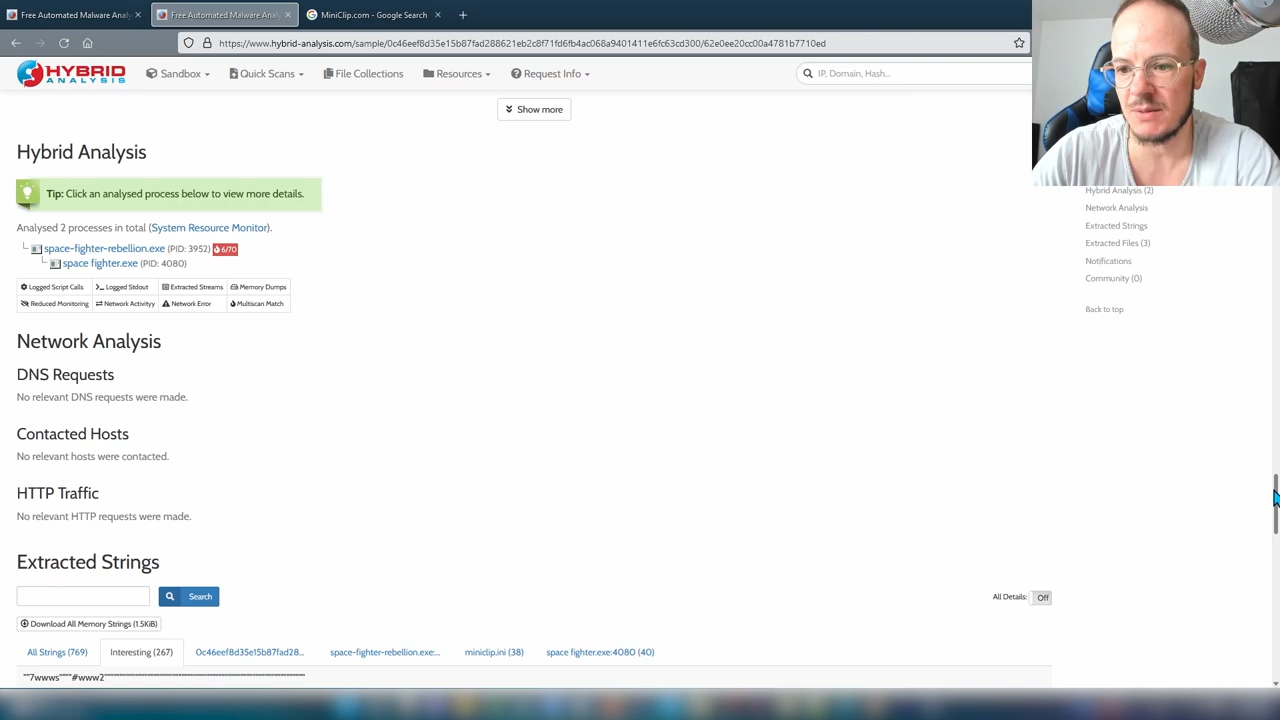 Free Automated Malware Anal
Free Automated Malware Anal
MiniClip.com - Google Search
https://www.hybrid-analysis.com/sample/0c46eef8d35e15b87fad288621eb2c8f71fd6fb4ac068a9401411e6fc63cd300/62e0ee20cc00a4781b7710ed
HYBRID ANALYSIS
Sandbox
Quick Scans
File Collections
Resources
Request Info
IP, Domain, Hash...
Show more
Hybrid Analysis
Tip: Click an analysed process below to view more details.
Analysed 2 processes in total (System Resource Monitor).
space-fighter-rebellion.exe (PID: 3952) 6/70
space fighter.exe (PID: 4080)
Logged Script Calls
Logged Stdout
Extracted Streams
Memory Dumps
Reduced Monitoring
Network Activityy
Network Error
Multiscan Match
Network Analysis
DNS Requests
No relevant DNS requests were made.
Contacted Hosts
No relevant hosts were contacted.
HTTP Traffic
No relevant HTTP requests were made.
Extracted Strings
Search
All Details: Off
Download All Memory Strings (1.5KiB)
All Strings (769)
Interesting (267)
0c46eef8d35e15b87fad28...
space-fighter-rebellion.exe:...
miniclip.ini (38)
space fighter.exe:4080 (40)
Hybrid Analysis (2)
Network Analysis
Extracted Strings
Extracted Files (3)
Notifications
Community (0)
Back to top